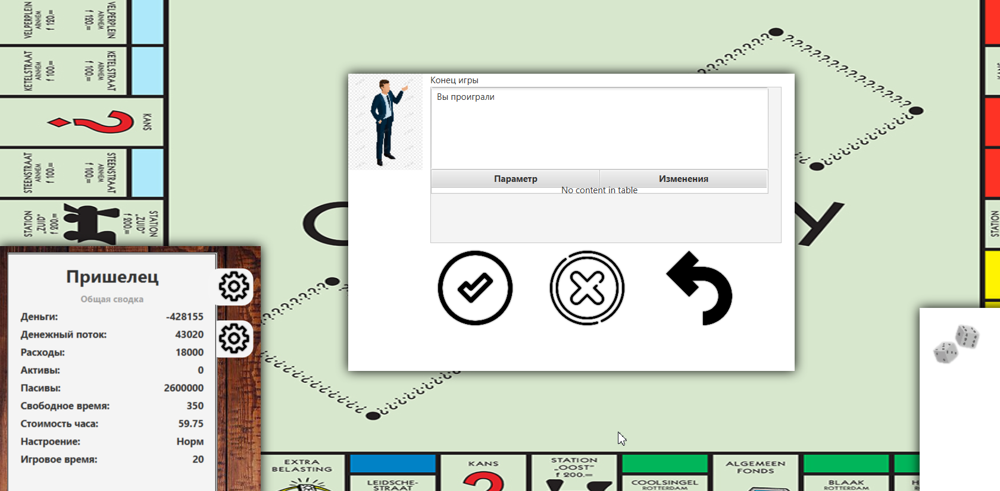 VELPERPLEIN
ARNHEM
f 120.=
f 120.=
ARNHEM
VELPERPLEIN
KETELSTRAAT
ARNHEM
f 100.=
f 100.=
ARNHEM
KETELSTRAAT
?
KANS
STEENSTRAAT
ARNHEM
f 100.=
f 100.=
ARNHEM
STEENSTRAAT
STATION
„ZUID"
f 200.=
f 200.=
„ZUID"
STATION
Конец игры
Вы проиграли
Параметр
Изменения
No content in table
Y
STATION
Пришелец
Общая сводка
Деньги: -428155
Денежный поток: 43020
Расходы: 18000
Активы: 0
Пасивы: 2600000
Свободное время: 350
Стоимость часа: 59.75
Настроение: Норм
Игровое время: 20
EXTRA
BELASTING
LEIDSCHE-
STRAAT
KANS
?
STATION
„OOST"
f 200.=
COOLSINGEL
ROTTERDAM
ALGEMEEN
FONDS
BLAAK
ROTTERDAM